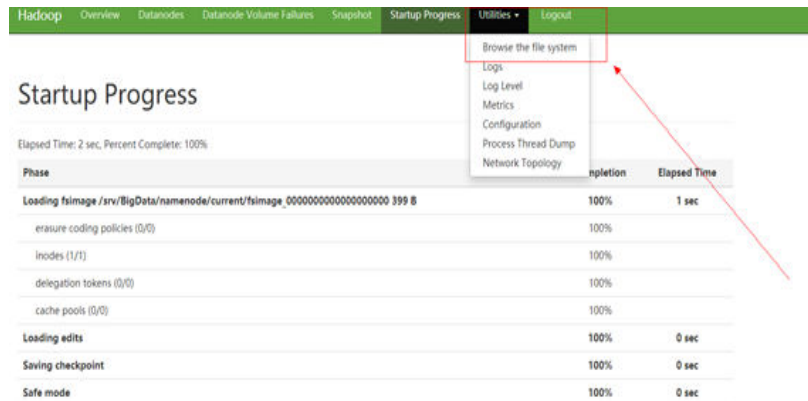 Hadoop Overview Datanodes Datanode Volume Failures Snapshot Startup Progress Utilities Logout
Browse the file system
Logs
Log Level
Metrics
Configuration
Process Thread Dump
Network Topology
Startup Progress
Elapsed Time: 2 sec, Percent Complete: 100%
Phase mpletion Elapsed Time
Loading fsimage /srv/BigData/namenode/current/fsimage_0000000000000000000 399 B 100% 1 sec
erasure coding policies (0/0) 100%
inodes (1/1) 100%
delegation tokens (0/0) 100%
cache pools (0/0) 100%
Loading edits 100% 0 sec
Saving checkpoint 100% 0 sec
Safe mode 100% 0 sec